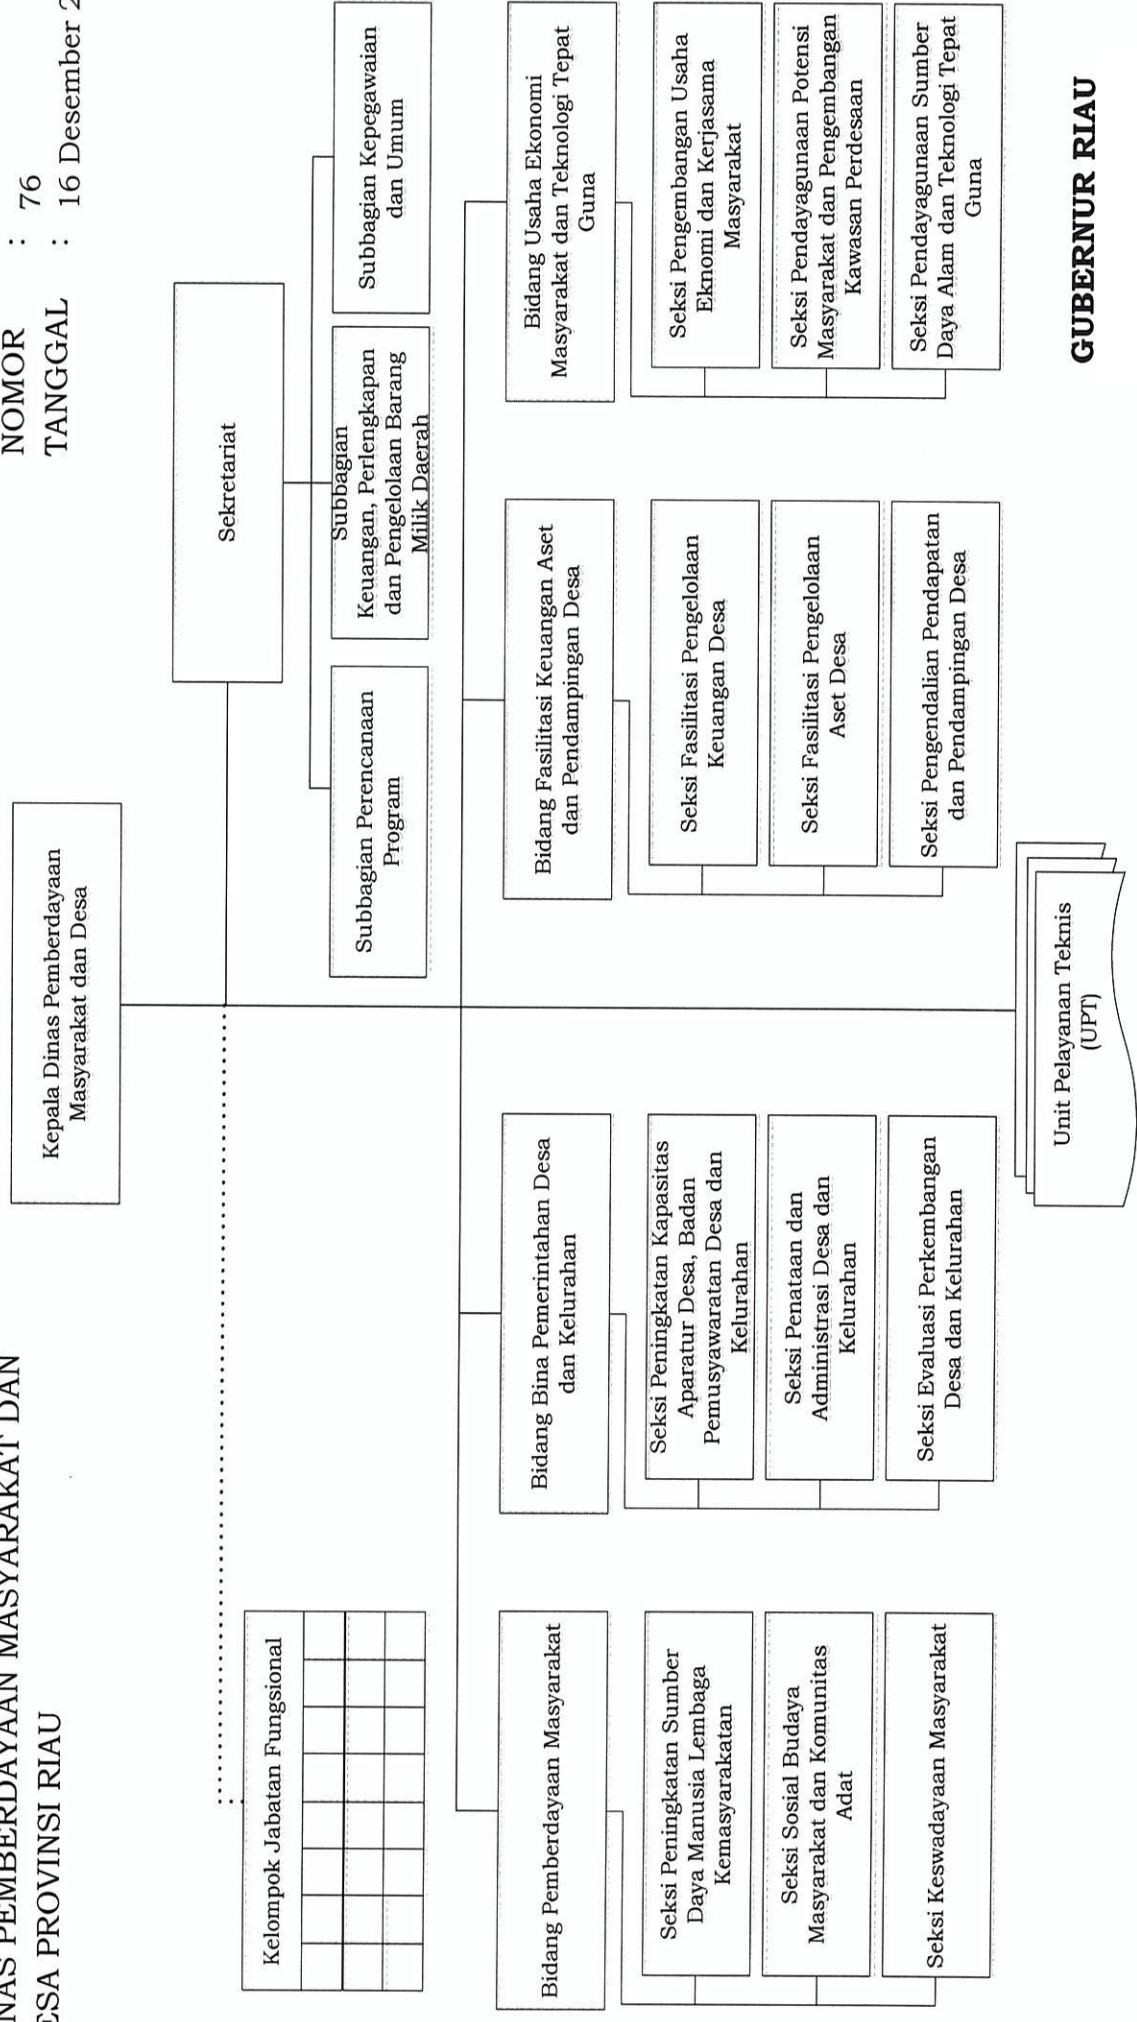 NAS PEMBERDAYAAN MASYARAKAT DAN
ESA PROVINSI RIAU
NOMOR : 76
TANGGAL : 16 Desember 2
Kepala Dinas Pemberdayaan
Masyarakat dan Desa
Sekretariat
Kelompok Jabatan Fungsional
Subbagian Perencanaan
Program
Subbagian
Keuangan, Perlengkapan
dan Pengelolaan Barang
Milik Daerah
Subbagian Kepegawaian
dan Umum
Bidang Pemberdayaan Masyarakat
Seksi Peningkatan Sumber
Daya Manusia Lembaga
Kemasyarakatan
Seksi Sosial Budaya
Masyarakat dan Komunitas
Adat
Seksi Keswadayaan Masyarakat
Bidang Bina Pemerintahan Desa
dan Kelurahan
Seksi Peningkatan Kapasitas
Aparatur Desa, Badan
Pemusyawaratan Desa dan
Kelurahan
Seksi Penataan dan
Administrasi Desa dan
Kelurahan
Seksi Evaluasi Perkembangan
Desa dan Kelurahan
Bidang Fasilitasi Keuangan Aset
dan Pendampingan Desa
Seksi Fasilitasi Pengelolaan
Keuangan Desa
Seksi Fasilitasi Pengelolaan
Aset Desa
Seksi Pengendalian Pendapatan
dan Pendampingan Desa
Bidang Usaha Ekonomi
Masyarakat dan Teknologi Tepat
Guna
Seksi Pengembangan Usaha
Eknomi dan Kerjasama
Masyarakat
Seksi Pendayagunaan Potensi
Masyarakat dan Pengembangan
Kawasan Perdesaan
Seksi Pendayagunaan Sumber
Daya Alam dan Teknologi Tepat
Guna
Unit Pelayanan Teknis
(UPT)
GUBERNUR RIAU